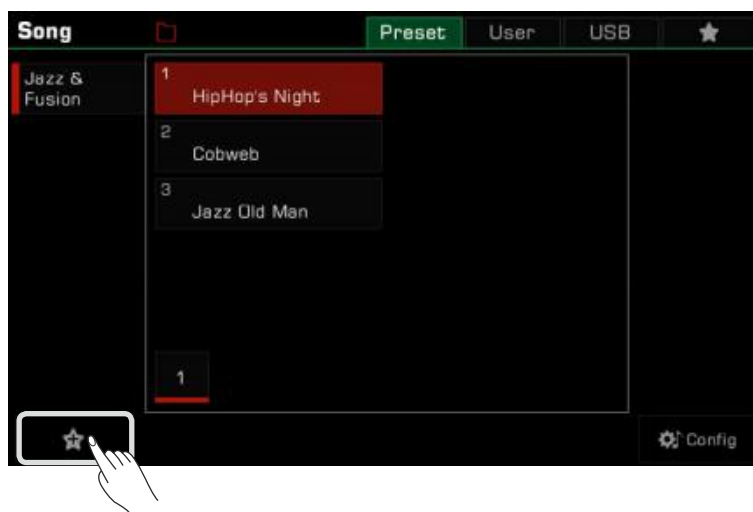 Song
Preset
User
USB
Jazz &
Fusion
1
HipHop's Night
2
Cobweb
3
Jazz Old Man
1
Config